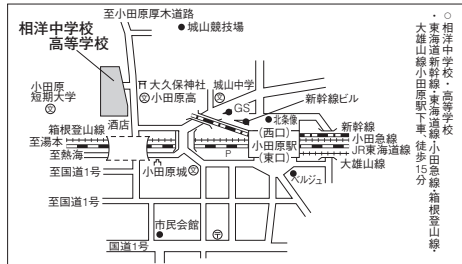 至小田原厚木道路
城山競技場
相洋中学校
高等学校
大久保神社
城山中学
小田原
短期大学
小田原高
GS
新幹線ビル
酒店
北条像
箱根登山線
(西口)
新幹線
至湯本
小田原駅
小田急線
至熱海
(東口)
JR東海道線
大雄山線
P
至国道1号
小田原城
ベルジュ
至国道1号
市民会館
国道1号
○相洋中学校・高等学校
・東海道新幹線・東海道線・小田急線・箱根登山線・
大雄山線小田原駅下車、徒歩15分